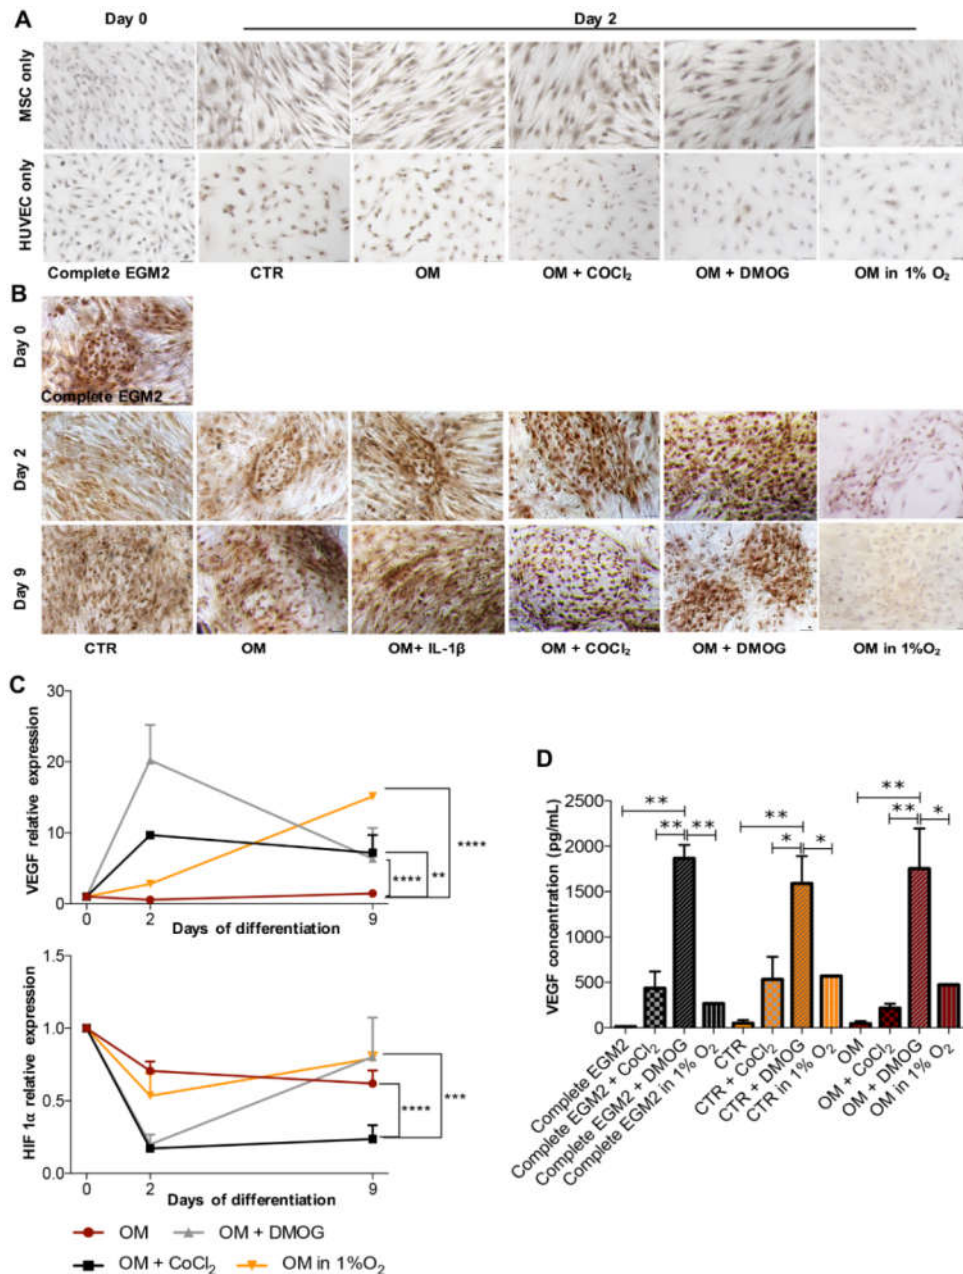 A
Day 0
Day 2
MSC only
HUVEC only
Complete EGM2
CTR
OM
OM + COCl₂
OM + DMOG
OM in 1% O₂
B
Day 0
Complete EGM2
Day 2
Day 9
CTR
OM
OM+ IL-1β
OM + COCl₂
OM + DMOG
OM in 1%O₂
C
VEGF relative expression
30
20
10
0
0
2
9
Days of differentiation
****
**
****
HIF 1α relative expression
1.5
1.0
0.5
0.0
0
2
9
Days of differentiation
****
***
OM
OM + DMOG
OM + CoCl₂
OM in 1%O₂
D
VEGF concentration (pg/mL)
2500
2000
1500
1000
500
0
**
**
**
**
*
*
**
**
*
Complete EGM2
Complete EGM2 + CoCl₂
Complete EGM2 + DMOG
Complete EGM2 in 1% O₂
CTR
CTR + CoCl₂
CTR + DMOG
CTR in 1% O₂
OM
OM + CoCl₂
OM + DMOG
OM in 1% O₂